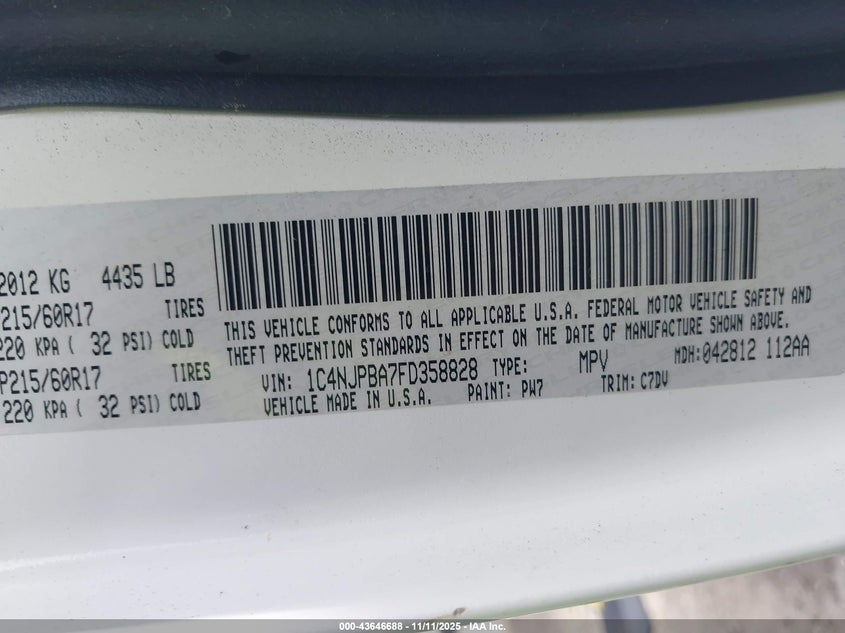 2012 KG 4435 LB
P215/60R17 TIRES
220 KPA ( 32 PSI) COLD
P215/60R17 TIRES
220 KPA ( 32 PSI) COLD
THIS VEHICLE CONFORMS TO ALL APPLICABLE U.S.A. FEDERAL MOTOR VEHICLE SAFETY AND
THEFT PREVENTION STANDARDS IN EFFECT ON THE DATE OF MANUFACTURE SHOWN ABOVE.
VIN: 1C4NJPBA7FD358828 TYPE: MPV MDH:042812 112AA
VEHICLE MADE IN U.S.A. PAINT: PW7 TRIM: C7DV
000-43646688 - 11/11/2025 - IAA Inc.